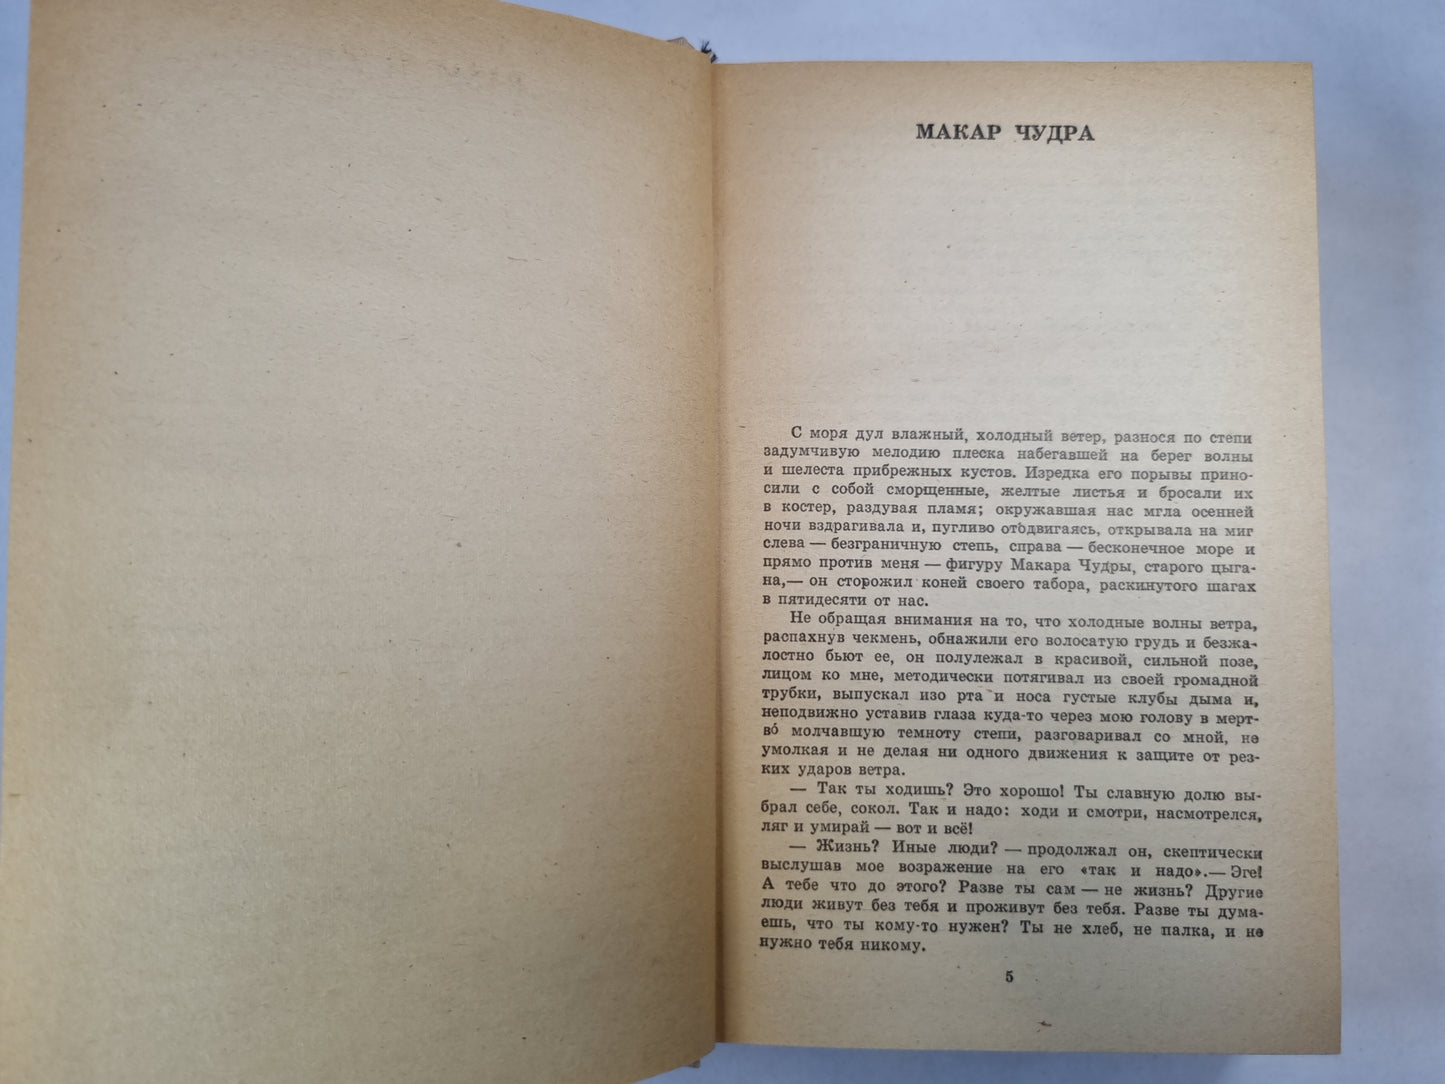 МАКАР ЧУДРА
С моря дул влажный, холодный ветер, разнося по степи
задумчивую мелодию плеска набегавшей на берег волны
и шелеста прибрежных кустов. Изредка его порывы прино-
сили с собой сморщенные, желтые листья и бросали их
в костер, раздувая пламя; окружавшая нас мгла осенней
ночи вздрагивала и, пугливо отодвигаясь, открывала на миг
слева — безграничную степь, справа — бесконечное море и
прямо против меня — фигуру Макара Чудры, старого цыга-
на,— он сторожил коней своего табора, раскинутого шагах
в пятидесяти от нас.
Не обращая внимания на то, что холодные волны ветра,
распахнув чекмень, обнажили его волосатую грудь и безжа-
лостно бьют ее, он полулежал в красивой, сильной позе,
лицом ко мне, методически потягивал из своей громадной
трубки, выпускал изо рта и носа густые клубы дыма и,
неподвижно уставив глаза куда-то через мою голову в мерт-
во́ молчавшую темноту степи, разговаривал со мной, не
умолкая и не делая ни одного движения к защите от рез-
ких ударов ветра.
— Так ты ходишь? Это хорошо! Ты славную долю вы-
брал себе, сокол. Так и надо: ходи и смотри, насмотрелся,
ляг и умирай — вот и всё!
— Жизнь? Иные люди? — продолжал он, скептически
выслушав мое возражение на его «так и надо».— Эге!
А тебе что до этого? Разве ты сам — не жизнь? Другие
люди живут без тебя и проживут без тебя. Разве ты дума-
ешь, что ты кому-то нужен? Ты не хлеб, не палка, и не
нужно тебя никому.
5